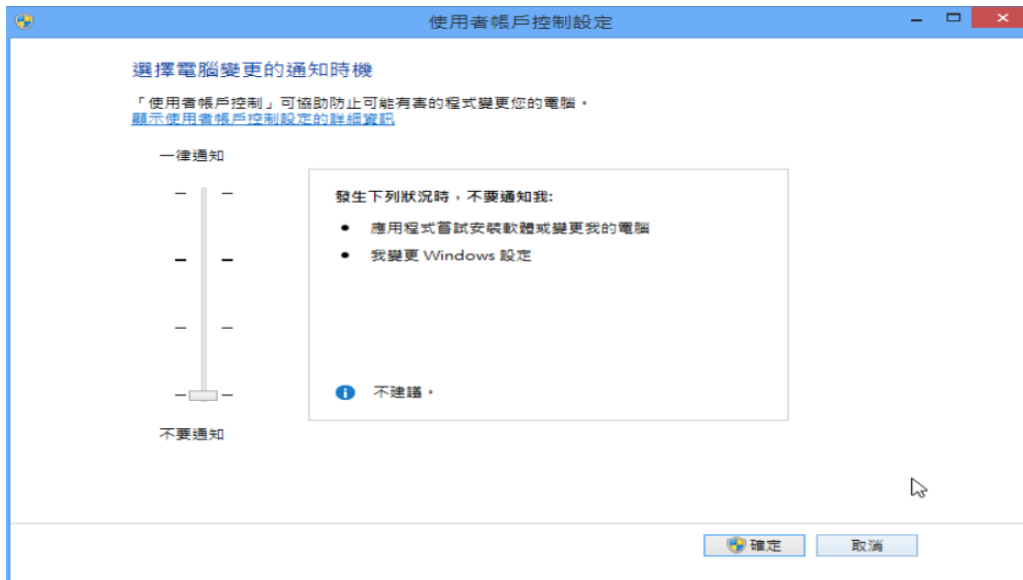 使用者帳戶控制設定
選擇電腦變更的通知時機
「使用者帳戶控制」可協助防止可能有害的程式變更您的電腦。
顯示使用者帳戶控制設定的詳細資訊
一律通知
發生下列狀況時，不要通知我:
• 應用程式嘗試安裝軟體或變更我的電腦
• 我變更 Windows 設定
不建議。
不要通知
確定
取消